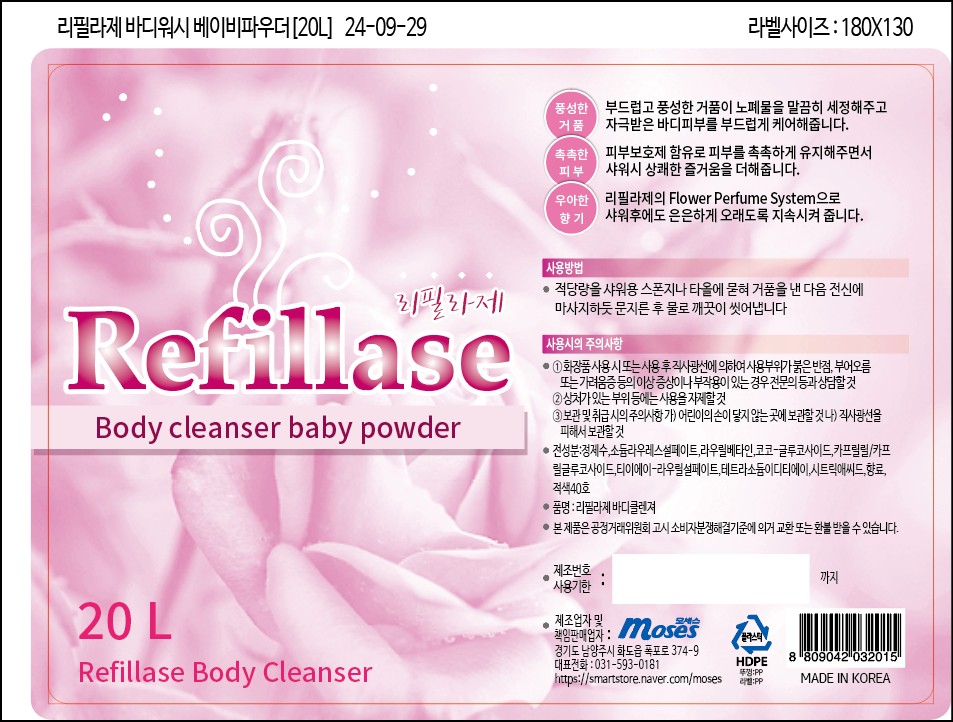 리필라제 바디워시 베이비파우더 [20L] 24-09-29
라벨사이즈 : 180X130
풍성한
거 품
부드럽고 풍성한 거품이 노폐물을 말끔히 세정해주고
자극받은 바디피부를 부드럽게 케어해줍니다.
촉촉한
피 부
피부보호제 함유로 피부를 촉촉하게 유지해주면서
샤워시 상쾌한 즐거움을 더해줍니다.
우아한
향 기
리필라제의 Flower Perfume System으로
샤워후에도 은은하게 오래도록 지속시켜 줍니다.
리필라제
Refillase
Body cleanser baby powder
20 L
Refillase Body Cleanser
사용방법
• 적당량을 샤워용 스폰지나 타올에 묻혀 거품을 낸 다음 전신에
마사지하듯 문지른 후 물로 깨끗이 씻어냅니다
사용시의 주의사항
• ① 화장품 사용 시 또는 사용 후 직사광선에 의하여 사용부위가 붉은 반점, 부어오름
또는 가려움증 등의 이상 증상이나 부작용이 있는 경우 전문의 등과 상담할 것
② 상처가 있는 부위 등에는 사용을 자제할 것
③ 보관 및 취급 시의 주의사항 가) 어린이의 손이 닿지 않는 곳에 보관할 것 나) 직사광선을
피해서 보관할 것
• 전성분:정제수,소듐라우레스설페이트,라우릴베타인,코코-글루코사이드,카프릴릴/카프
릴글루코사이드,티이에이-라우릴설페이트,테트라소듐이디티에이,시트릭애씨드,향료,
적색40호
• 품명 : 리필라제 바디클렌져
• 본 제품은 공정거래위원회 고시 소비자분쟁해결기준에 의거 교환 또는 환불 받을 수 있습니다.
• 제조번호
사용기한 : 까지
• 제조업자 및
책임판매업자 : 모세스 moses
경기도 남양주시 화도읍 폭포로 374-9
대표전화 : 031-593-0181
https://smartstore.naver.com/moses
플라스틱
HDPE
뚜껑:PP
라벨:PP
8 809042 032015
MADE IN KOREA